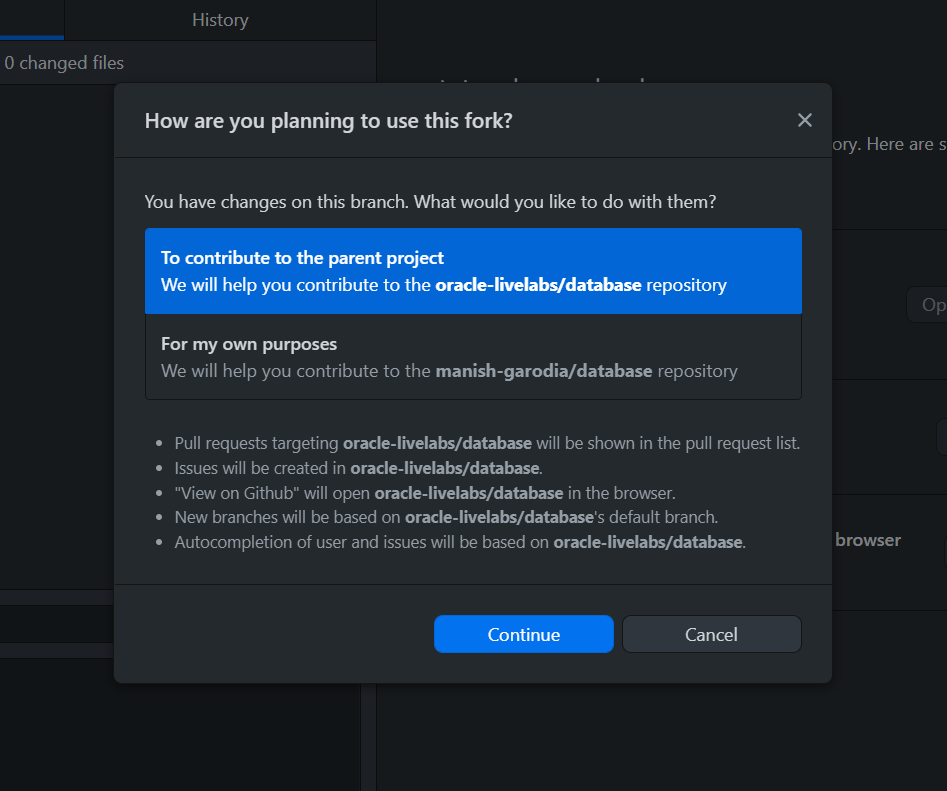 History
0 changed files
How are you planning to use this fork?
ory. Here are s
You have changes on this branch. What would you like to do with them?
To contribute to the parent project
We will help you contribute to the oracle-livelabs/database repository
Op
For my own purposes
We will help you contribute to the manish-garodia/database repository
Pull requests targeting oracle-livelabs/database will be shown in the pull request list.
Issues will be created in oracle-livelabs/database.
"View on Github" will open oracle-livelabs/database in the browser.
New branches will be based on oracle-livelabs/database's default branch.
Autocompletion of user and issues will be based on oracle-livelabs/database.
browser
Continue
Cancel